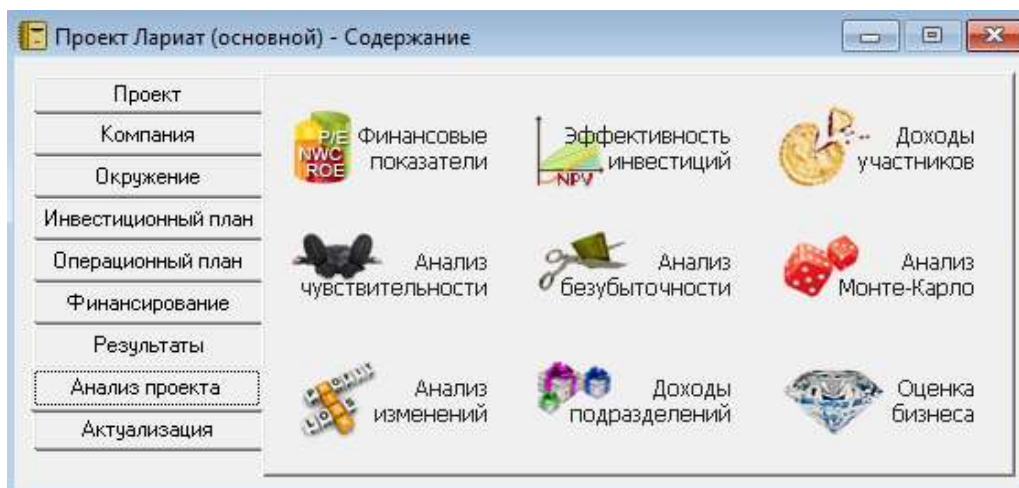 Проект Лариат (основной) - Содержание
Проект
Компания
Окружение
Инвестиционный план
Операционный план
Финансирование
Результаты
Анализ проекта
Актуализация
P/E
NWC
ROE
Финансовые
показатели
NPV
Эффективность
инвестиций
Доходы
участников
Анализ
чувствительности
Анализ
безубыточности
Анализ
Монте-Карло
PROFIT
LOSS
Анализ
изменений
Доходы
подразделений
Оценка
бизнеса